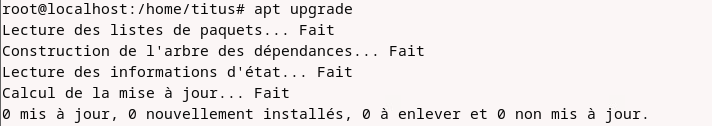 root@localhost:/home/titus# apt upgrade
Lecture des listes de paquets... Fait
Construction de l'arbre des dépendances... Fait
Lecture des informations d'état... Fait
Calcul de la mise à jour... Fait
0 mis à jour, 0 nouvellement installés, 0 à enlever et 0 non mis à jour.